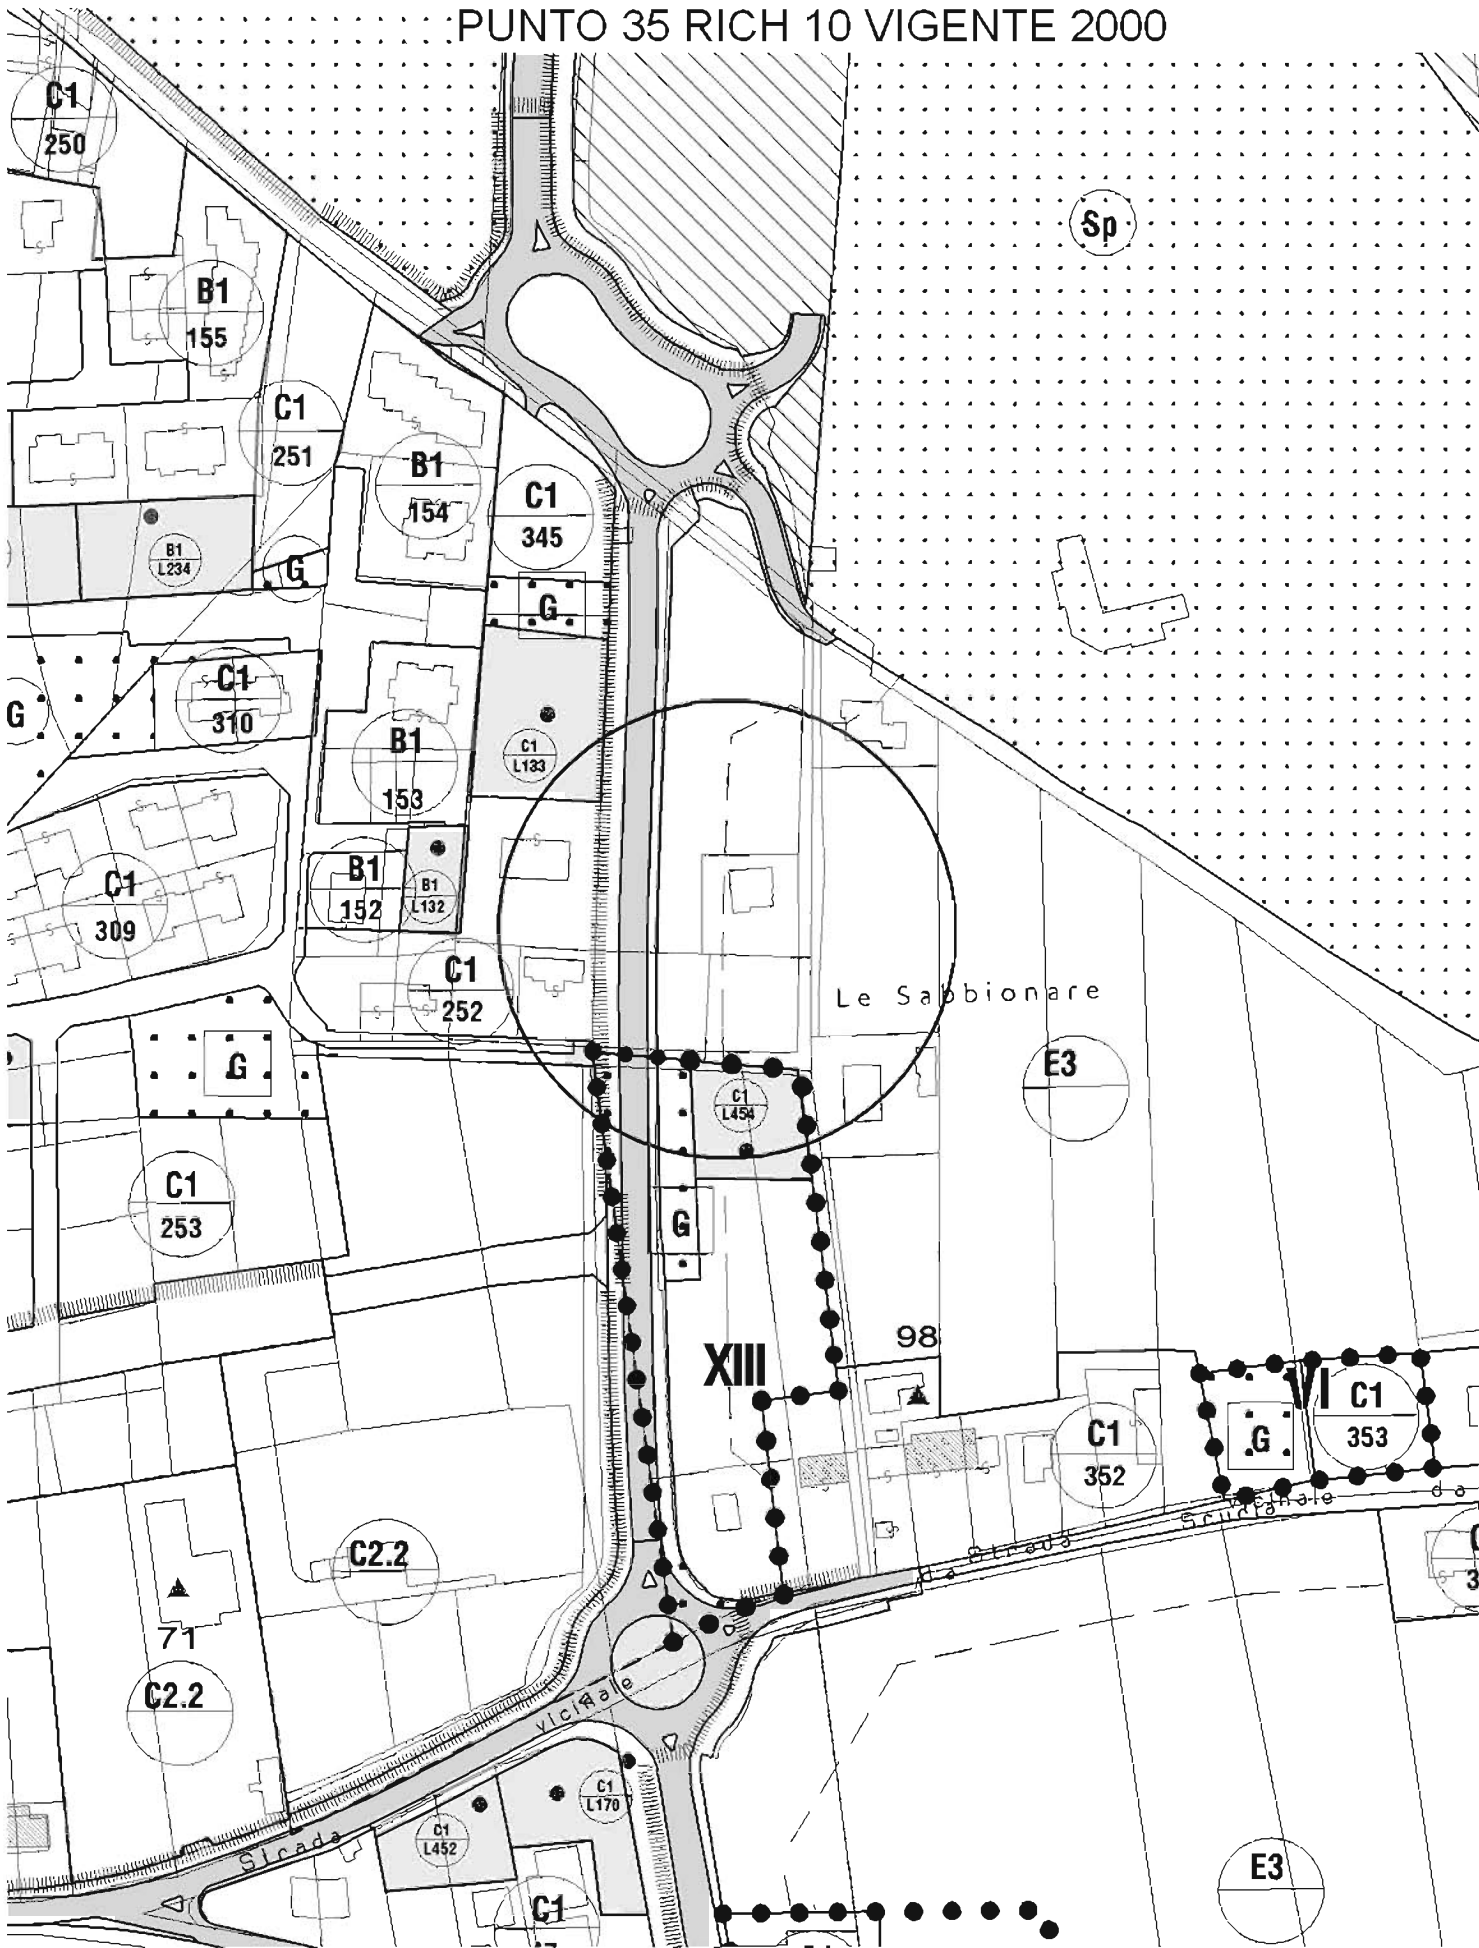 PUNTO 35 RICH 10 VIGENTE 2000
C1
250
Sp
B1
155
C1
251
B1
154
C1
345
B1
L234
G
G
C1
310
G
B1
153
C1
L133
C1
309
B1
152
B1
L132
C1
252
Le Sabbionare
G
E3
C1
L454
C1
253
G
98
XIII
VI
C1
353
G
C1
352
vicinale
da
Strada
da
C2.2
71
C2.2
vicinale
Strada
C1
L170
C1
L452
C1
E3